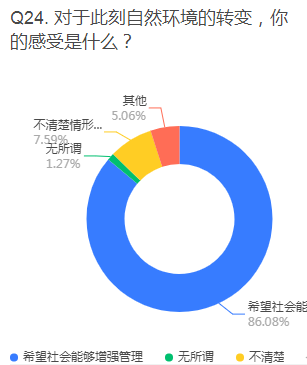 Q24. 对于此刻自然环境的转变，你
的感受是什么？
其他
5.06%
不清楚情形...
7.59%
无所谓
1.27%
希望社会能
86.08%
希望社会能够增强管理 无所谓 不清楚